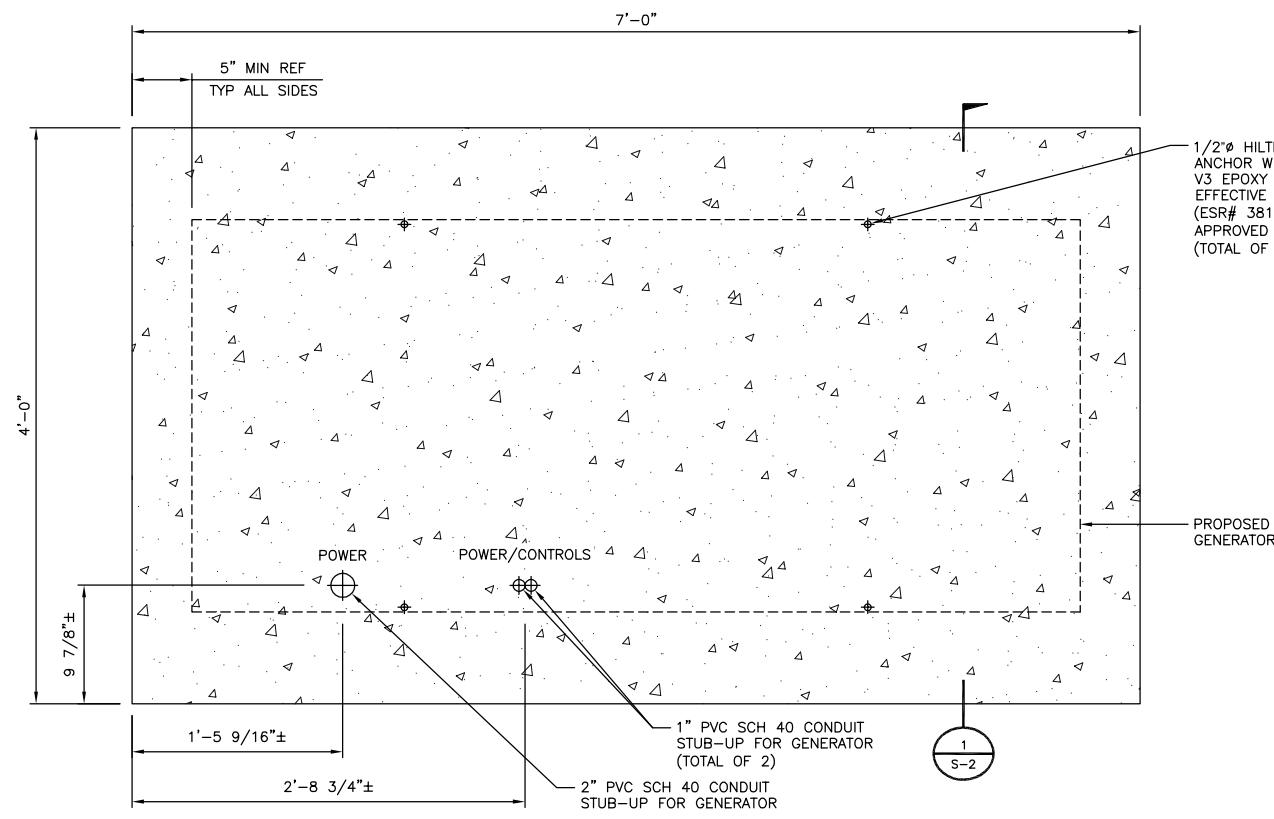 7'-0"
5" MIN REF
TYP ALL SIDES
1/2"ø HILTI
ANCHOR W
V3 EPOXY
EFFECTIVE
(ESR# 381
APPROVED
(TOTAL OF
4'-0"
PROPOSED
GENERATOR
POWER
POWER/CONTROLS
9 7/8"±
1" PVC SCH 40 CONDUIT
STUB-UP FOR GENERATOR
(TOTAL OF 2)
1'-5 9/16"±
1
S-2
2'-8 3/4"±
2" PVC SCH 40 CONDUIT
STUB-UP FOR GENERATOR